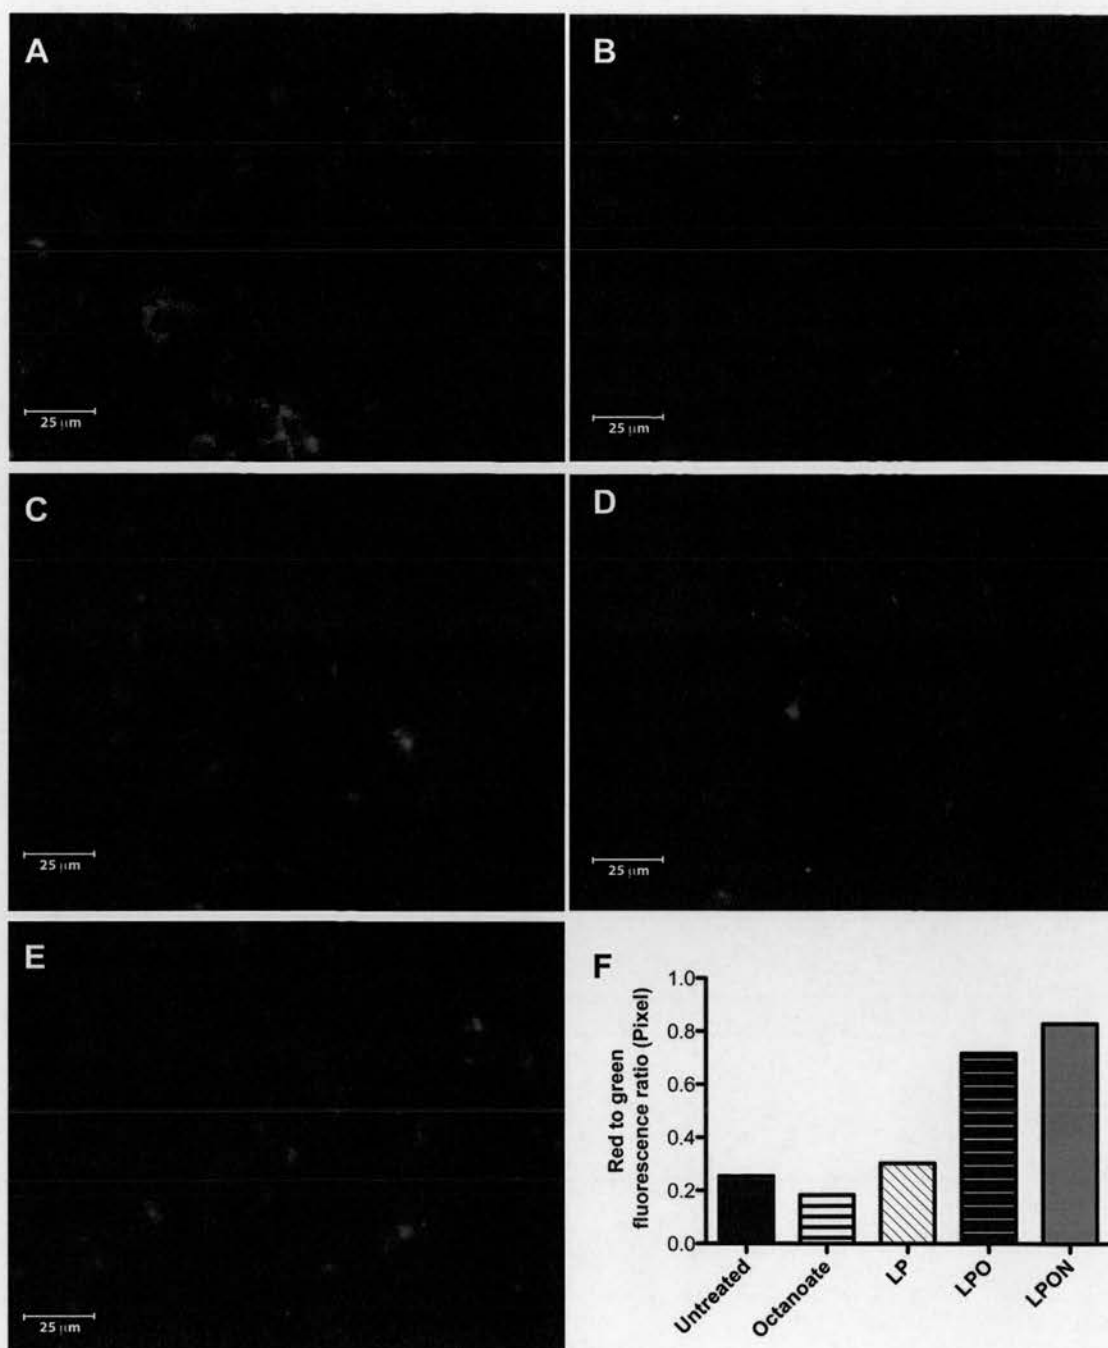 A
B
25 µm
25 µm
C
D
25 µm
25 µm
E
25 µm
F
Red to green
fluorescence ratio (Pixel)
1.0
0.8
0.6
0.4
0.2
0.0
Untreated
Octanoate
LP
LPO
LPON